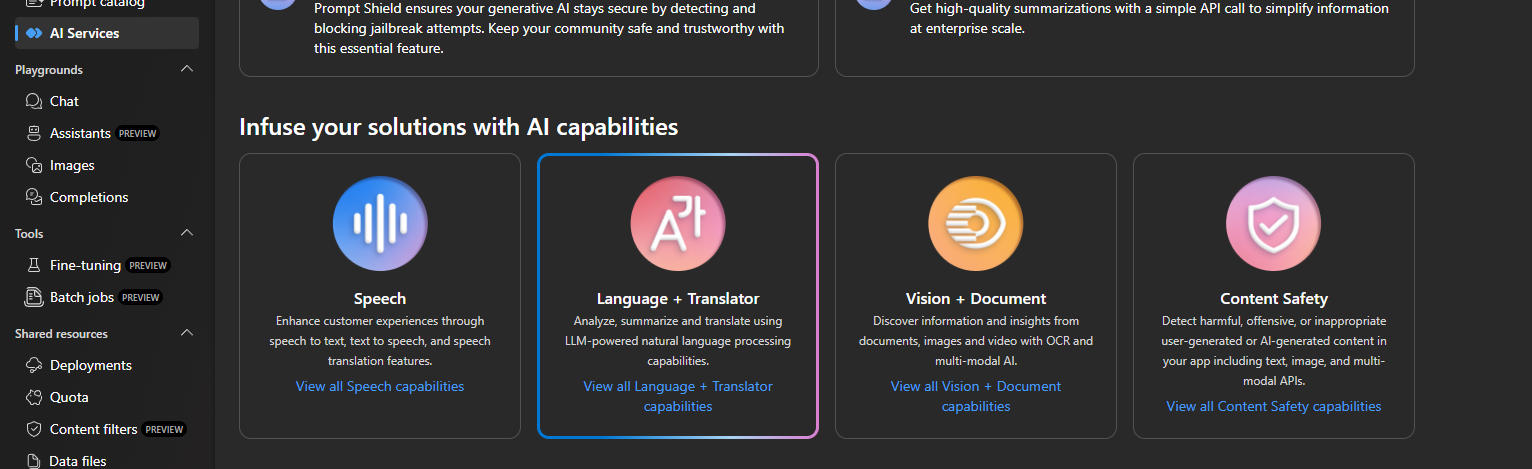 Prompt catalog
AI Services
Playgrounds
Chat
Assistants PREVIEW
Images
Completions
Tools
Fine-tuning PREVIEW
Batch jobs PREVIEW
Shared resources
Deployments
Quota
Content filters PREVIEW
Data files
Prompt Shield ensures your generative AI stays secure by detecting and
blocking jailbreak attempts. Keep your community safe and trustworthy with
this essential feature.
Get high-quality summarizations with a simple API call to simplify information
at enterprise scale.
Infuse your solutions with AI capabilities
Speech
Enhance customer experiences through
speech to text, text to speech, and speech
translation features.
View all Speech capabilities
A가
Language + Translator
Analyze, summarize and translate using
LLM-powered natural language processing
capabilities.
View all Language + Translator
capabilities
Vision + Document
Discover information and insights from
documents, images and video with OCR and
multi-modal AI.
View all Vision + Document
capabilities
Content Safety
Detect harmful, offensive, or inappropriate
user-generated or AI-generated content in
your app including text, image, and multi-
modal APIs.
View all Content Safety capabilities